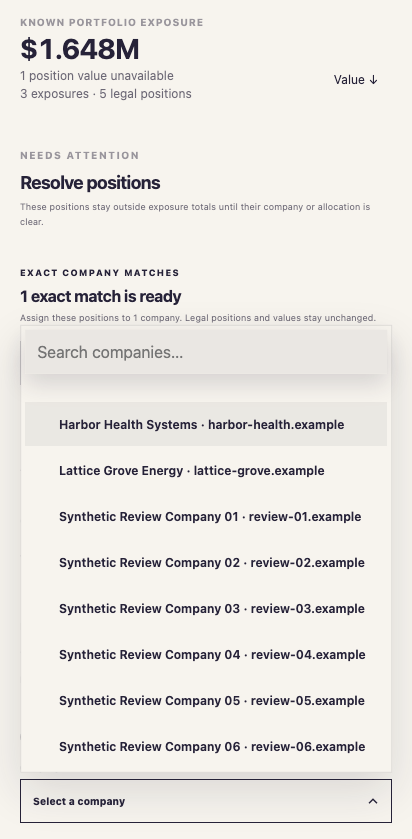 KNOWN PORTFOLIO EXPOSURE
$1.648M
1 position value unavailable
Value ↓
3 exposures · 5 legal positions
NEEDS ATTENTION
Resolve positions
These positions stay outside exposure totals until their company or allocation is
clear.
EXACT COMPANY MATCHES
1 exact match is ready
Assign these positions to 1 company. Legal positions and values stay unchanged.
Search companies...
Harbor Health Systems · harbor-health.example
Lattice Grove Energy · lattice-grove.example
Synthetic Review Company 01 · review-01.example
Synthetic Review Company 02 · review-02.example
Synthetic Review Company 03 · review-03.example
Synthetic Review Company 04 · review-04.example
Synthetic Review Company 05 · review-05.example
Synthetic Review Company 06 · review-06.example
Select a company